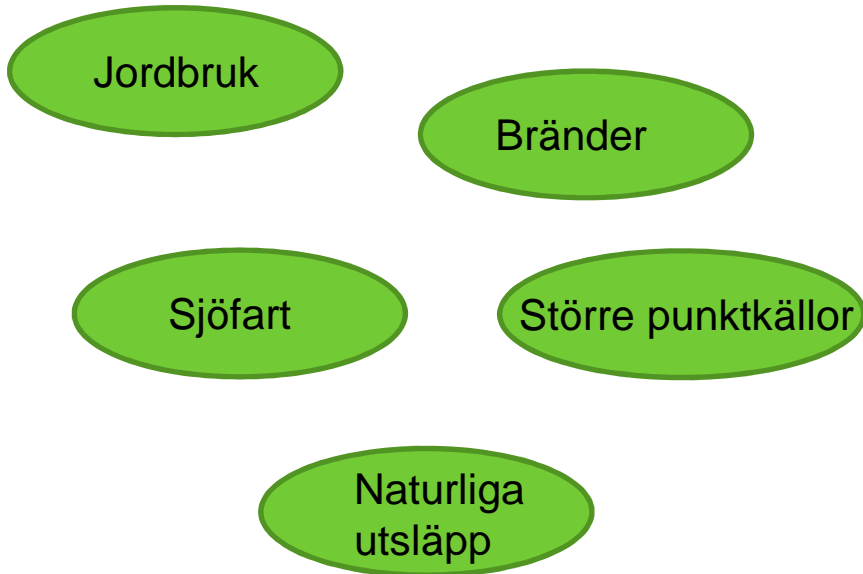 Jordbruk
Bränder
Sjöfart
Större punktkällor
Naturliga
utsläpp